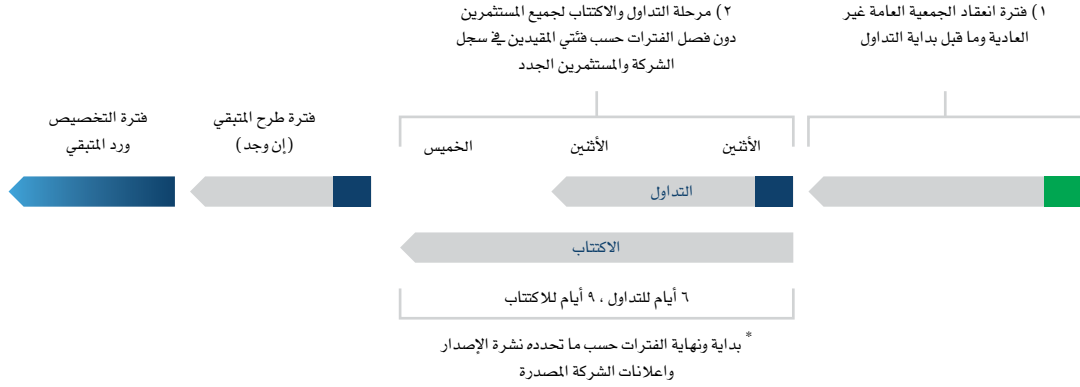 ١) فترة انعقاد الجمعية العامة غير
العادية وما قبل بداية التداول
٢) مرحلة التداول والاكتتاب لجميع المستثمرين
دون فصل الفترات حسب فئتي المقيدين في سجل
الشركة والمستثمرين الجدد
الأثنين
الأثنين
الخميس
فترة طرح المتبقي
(إن وجد)
فترة التخصيص
ورد المتبقي
التداول
الاكتتاب
٦ أيام للتداول ، ٩ أيام للاكتتاب
* بداية ونهاية الفترات حسب ما تحدده نشرة الإصدار
واعلانات الشركة المصدرة